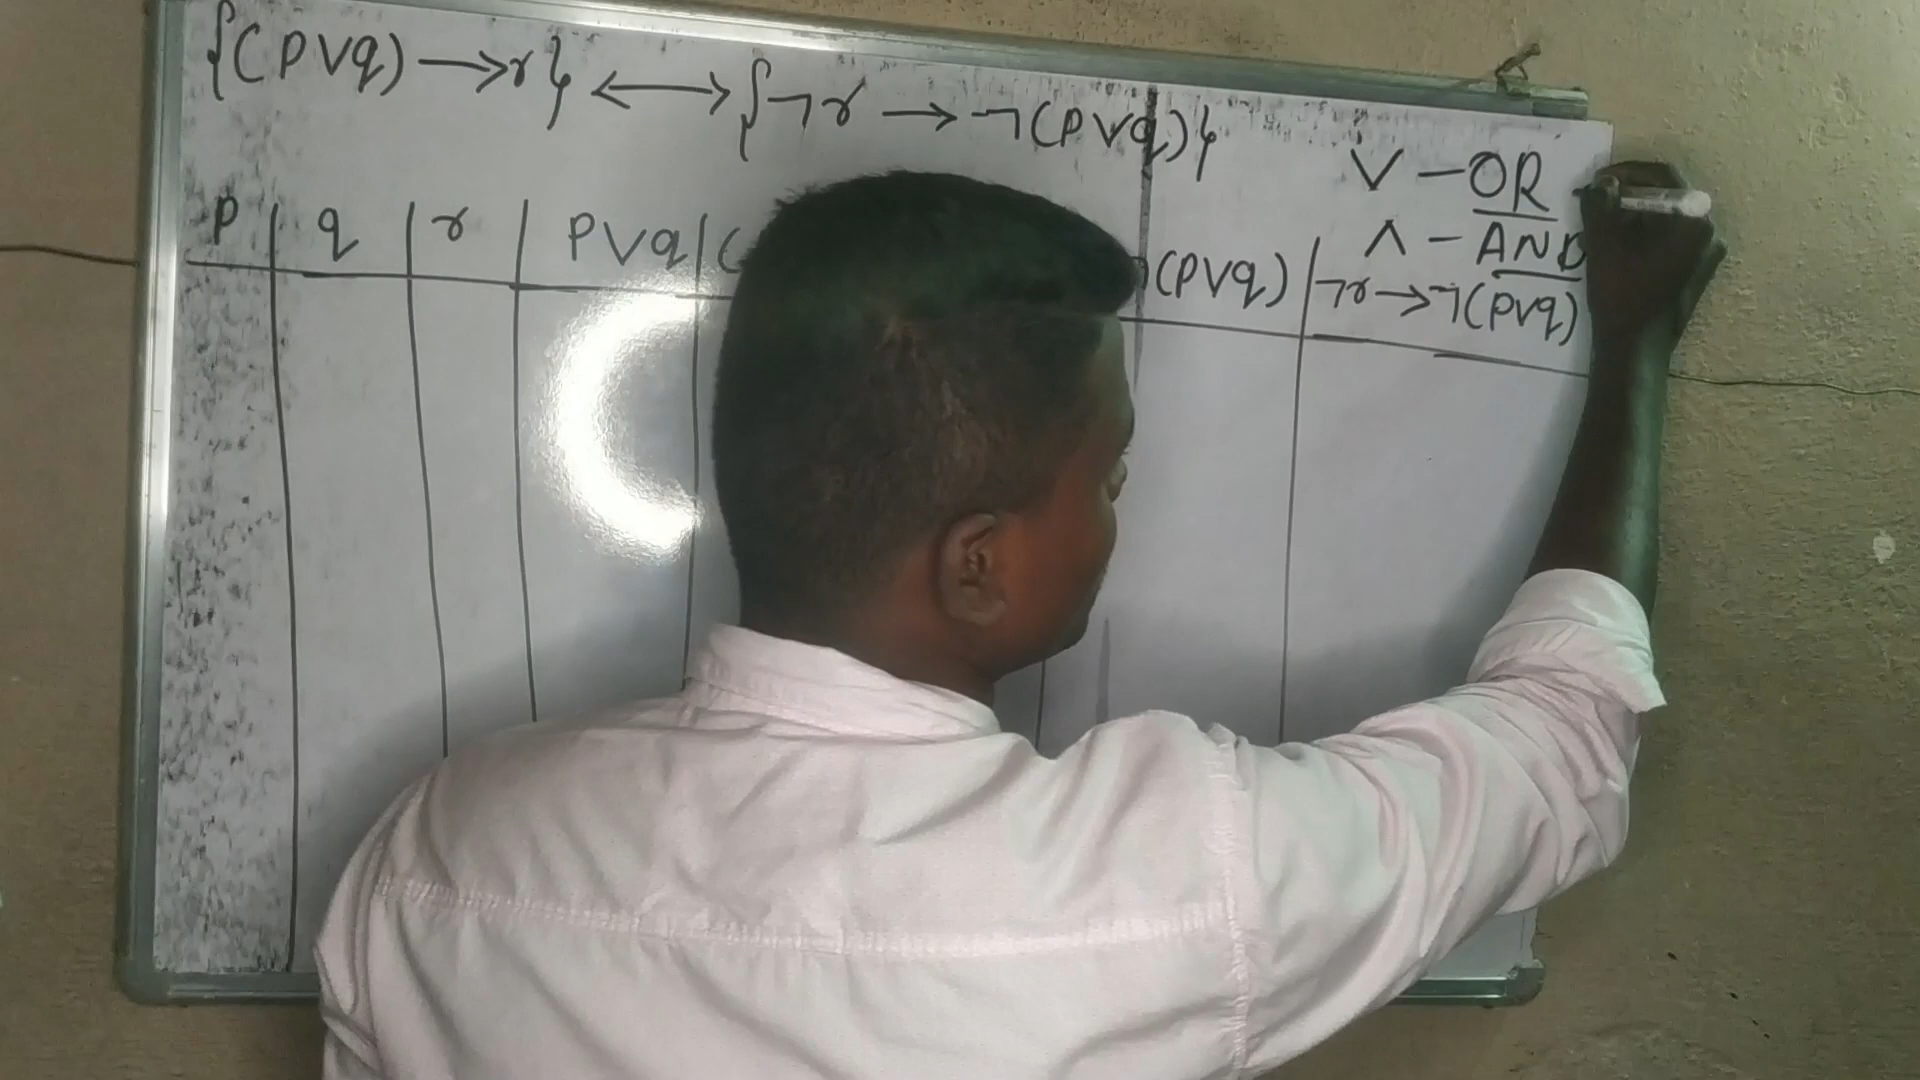 {(P∨q)→r} ↔ {¬r → ¬(P∨q)}
∨ - OR
∧ - AND
P q r P∨q ( (P∨q) ¬r→¬(P∨q)